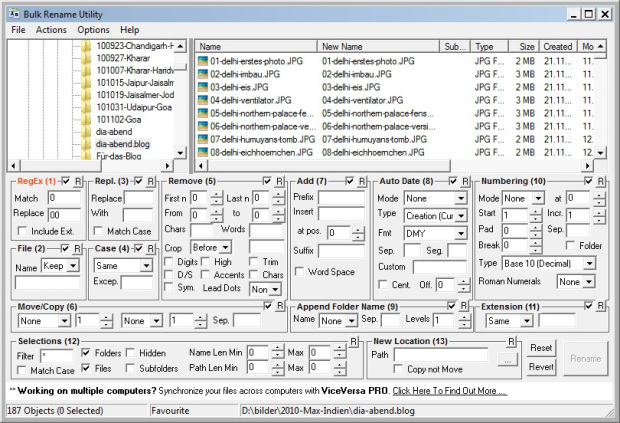 Bulk Rename Utility
File Actions Options Help
100923-Chandigarh-H
100927-Kharar
101007-Kharar-Haridw
101015-Jaipur-Jaisalm
101019-Jaisalmer-Jod
101031-Udaipur-Goa
101102-Goa
dia-abend
dia-abend.blog
Für-das-Blog
Name New Name Sub... Type Size Created Mo
01-delhi-erstes-photo.JPG 01-delhi-erstes-photo.JPG JPG F... 2 MB 21.11... 11.
02-delhi-imbau.JPG 02-delhi-imbau.JPG JPG F... 3 MB 21.11... 11.
03-delhi-eis.JPG 03-delhi-eis.JPG JPG F... 2 MB 21.11... 11.
04-delhi-ventilator.JPG 04-delhi-ventilator.JPG JPG F... 3 MB 21.11... 11.
05-delhi-northern-palace-fe... 05-delhi-northern-palace-fens... JPG F... 3 MB 21.11... 11.
06-delhi-northern-palace-ve... 06-delhi-northern-palace-versi... JPG F... 3 MB 21.11... 11.
07-delhi-humuyans-tomb.J... 07-delhi-humuyans-tomb.JPG JPG F... 2 MB 21.11... 12.
08-delhi-eichhoernchen.JPG 08-delhi-eichhoernchen.JPG JPG F... 3 MB 21.11... 12.
RegEx (1) R
Match 0
Replace 00
Include Ext.
Repl. (3) R
Replace
With
Match Case
Remove (5) R
First n 0 Last n 0
From 0 to 0
Chars Words
Crop Before
Digits High Trim
D/S Accents Chars
Sym. Lead Dots Non
Add (7) R
Prefix
Insert
at pos. 0
Suffix
Word Space
Auto Date (8) R
Mode None
Type Creation (Cur
Fmt DMY
Sep. Seg.
Custom
Cent. Off. 0
Numbering (10) R
Mode None at 0
Start 1 Incr. 1
Pad 0 Sep.
Break 0 Folder
Type Base 10 (Decimal)
Roman Numerals None
File (2) R
Name Keep
Case (4) R
Same
Excep.
Move/Copy (6) R
None 1 None 1 Sep.
Append Folder Name (9) R
Name None Sep. Levels 1
Extension (11) R
Same
Selections (12) R
Filter * Folders Hidden Name Len Min 0 Max 0
Match Case Files Subfolders Path Len Min 0 Max 0
New Location (13) R
Path ...
Copy not Move
Reset
Revert
Rename
** Working on multiple computers? Synchronize your files across computers with ViceVersa PRO. Click Here To Find Out More ...
187 Objects (0 Selected) Favourite D:\bilder\2010-Max-Indien\dia-abend.blog